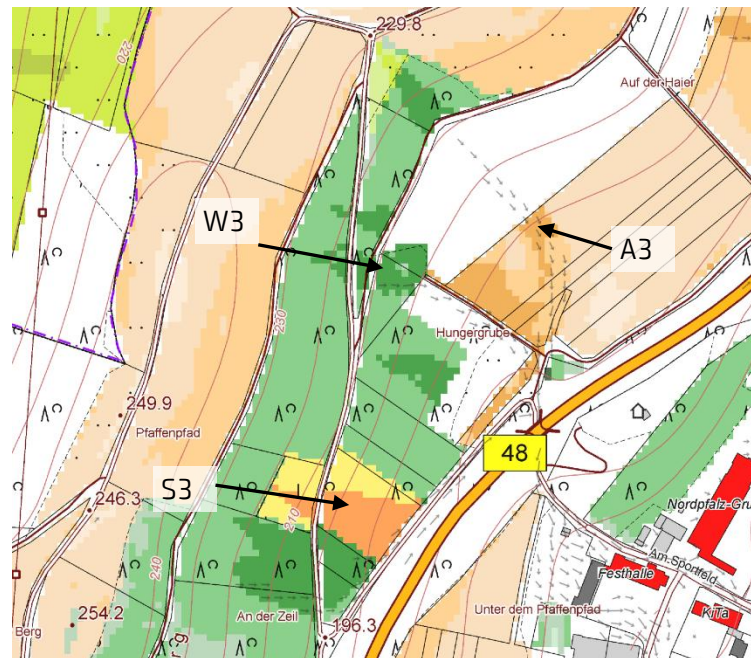 229.8
220
Auf der Haier
W3
A3
230
Hungergrube
249.9
Pfaffenpfad
48
S3
246.3
210
Nordpfalz-Gru
240
Am Sportfeld
Festhalle
254.2
An der Zeil
Unter dem Pfaffenpfad
KiTa
Berg
196.3